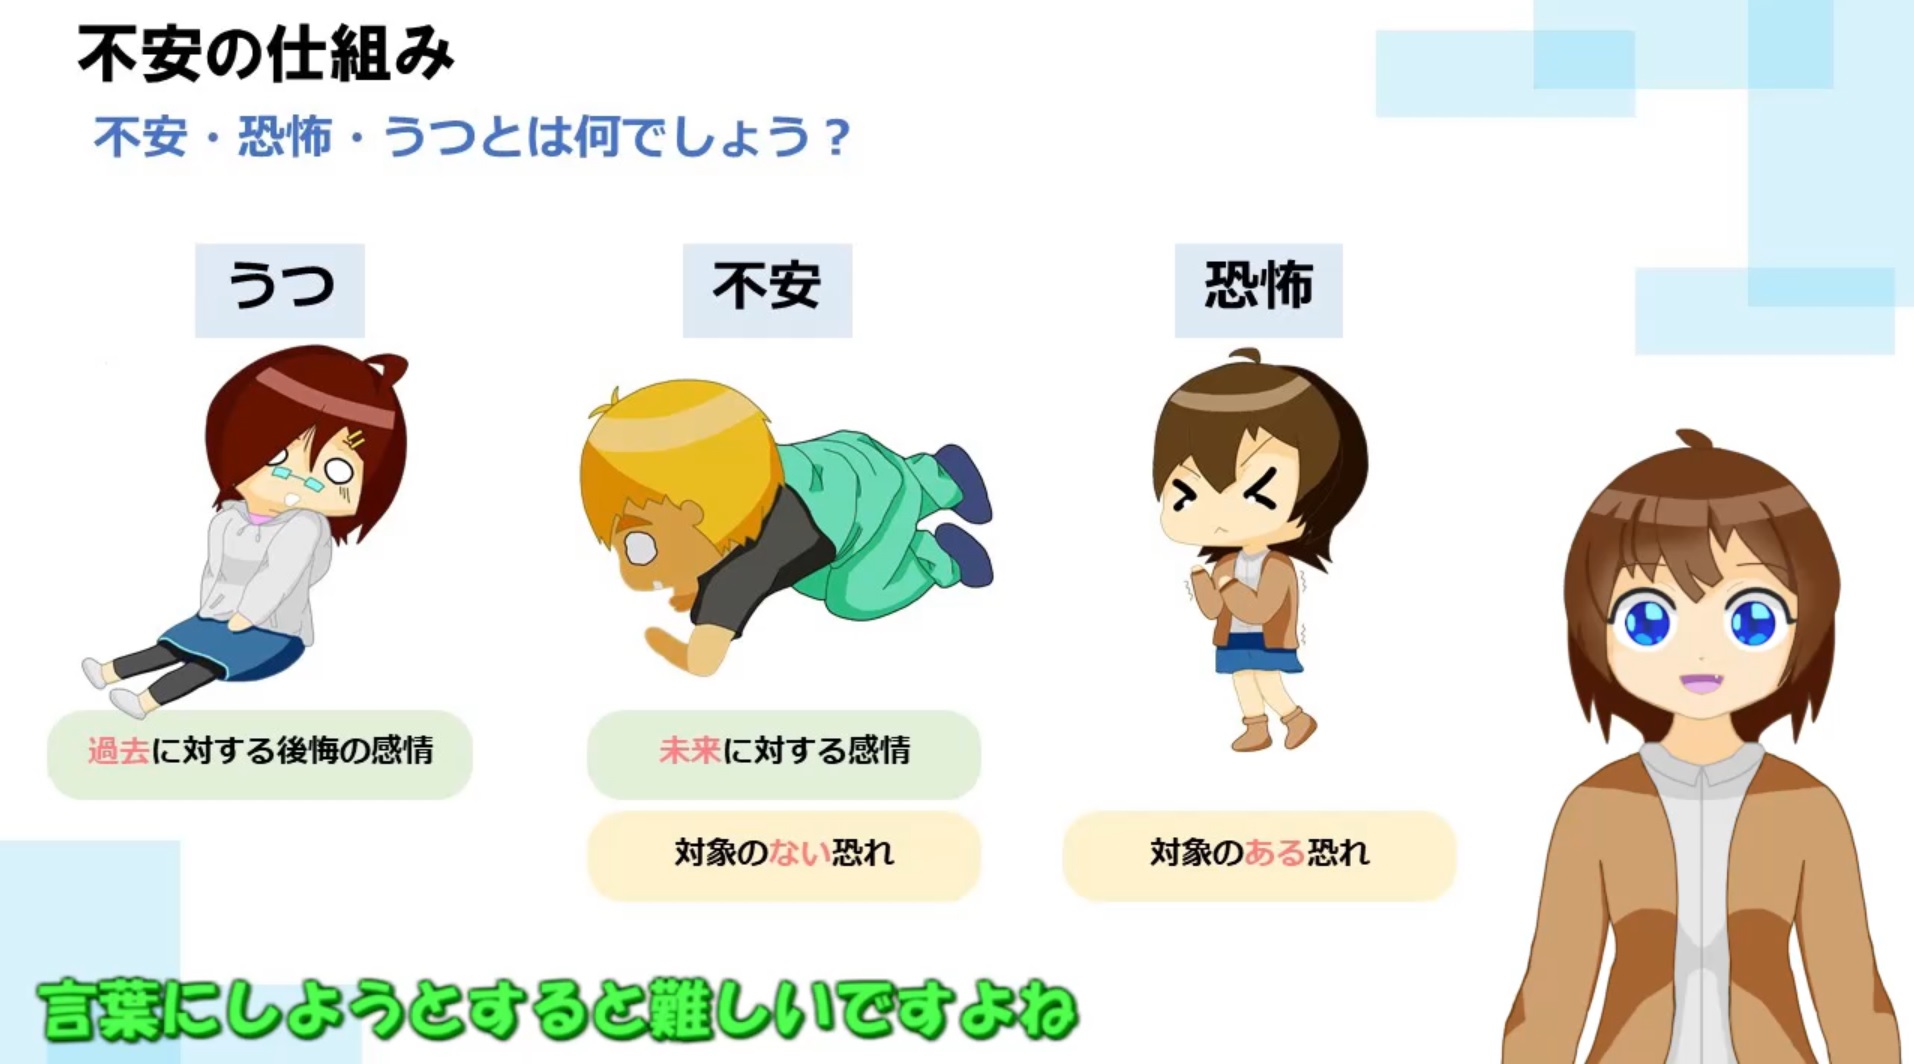 不安の仕組み
不安・恐怖・うつとは何でしょう？
うつ
不安
恐怖
過去に対する後悔の感情
未来に対する感情
対象のない恐れ
対象のある恐れ
言葉にしようとすると難しいですよね